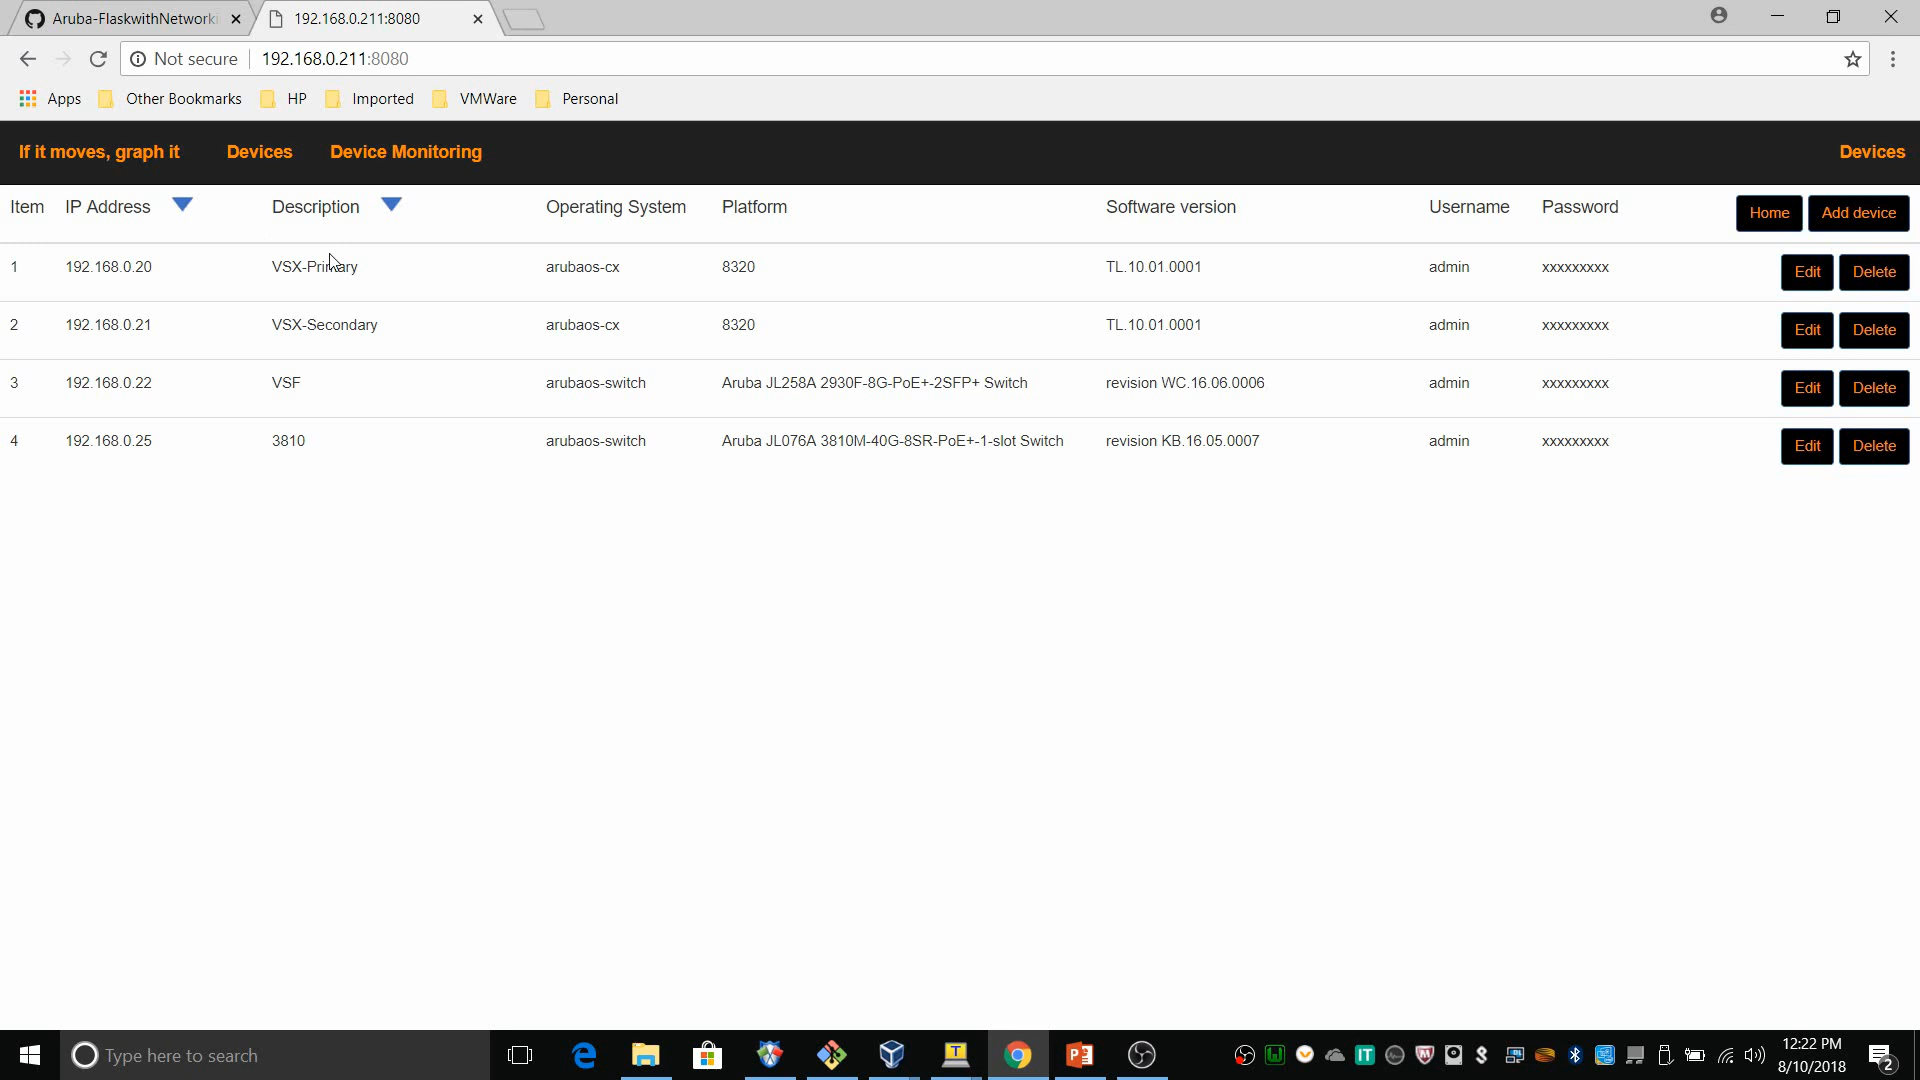 Aruba-FlaskwithNetworki
192.168.0.211:8080
Not secure 192.168.0.211:8080
Apps Other Bookmarks HP Imported VMWare Personal
If it moves, graph it Devices Device Monitoring Devices
Item IP Address Description Operating System Platform Software version Username Password Home Add device
1 192.168.0.20 VSX-Primary arubaos-cx 8320 TL.10.01.0001 admin xxxxxxxxx Edit Delete
2 192.168.0.21 VSX-Secondary arubaos-cx 8320 TL.10.01.0001 admin xxxxxxxxx Edit Delete
3 192.168.0.22 VSF arubaos-switch Aruba JL258A 2930F-8G-PoE+-2SFP+ Switch revision WC.16.06.0006 admin xxxxxxxxx Edit Delete
4 192.168.0.25 3810 arubaos-switch Aruba JL076A 3810M-40G-8SR-PoE+-1-slot Switch revision KB.16.05.0007 admin xxxxxxxxx Edit Delete
Type here to search
12:22 PM
8/10/2018
2